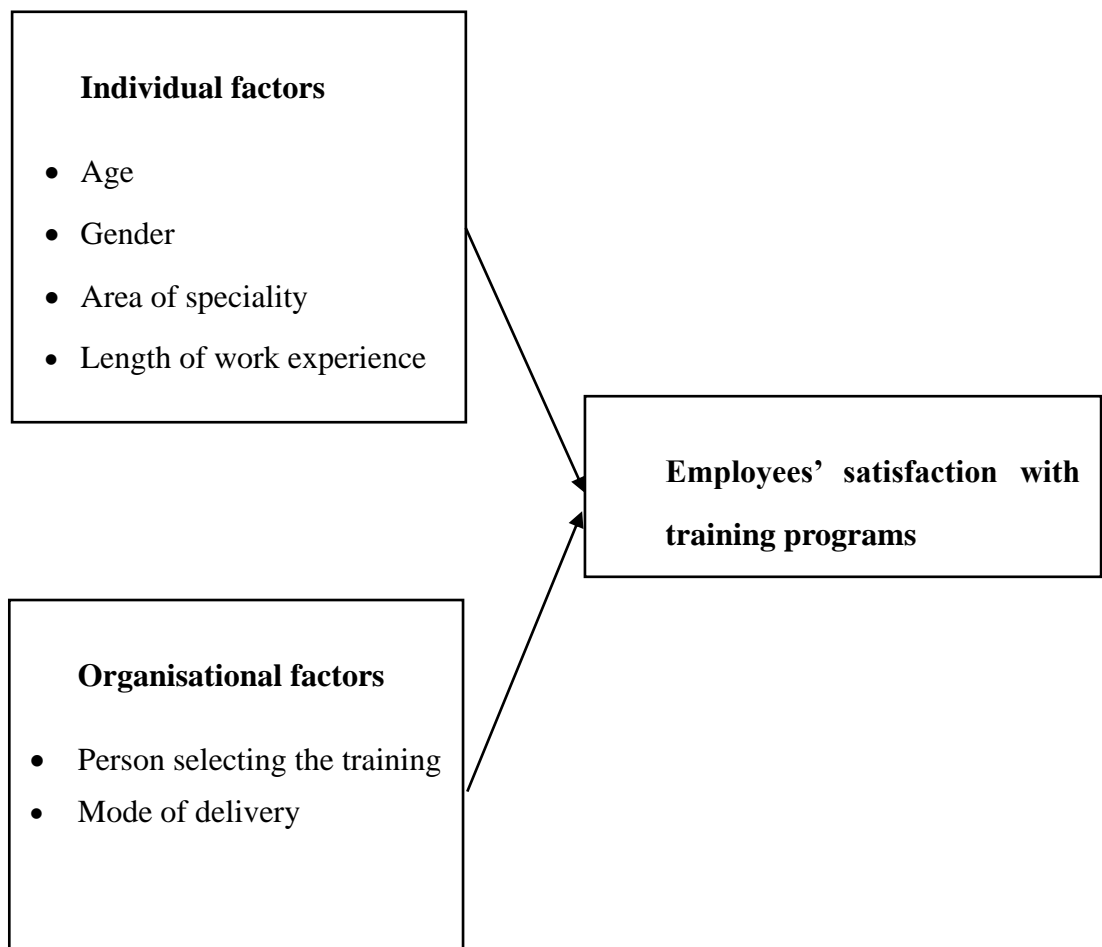 Individual factors
• Age
• Gender
• Area of speciality
• Length of work experience
Employees’ satisfaction with
training programs
Organisational factors
• Person selecting the training
• Mode of delivery